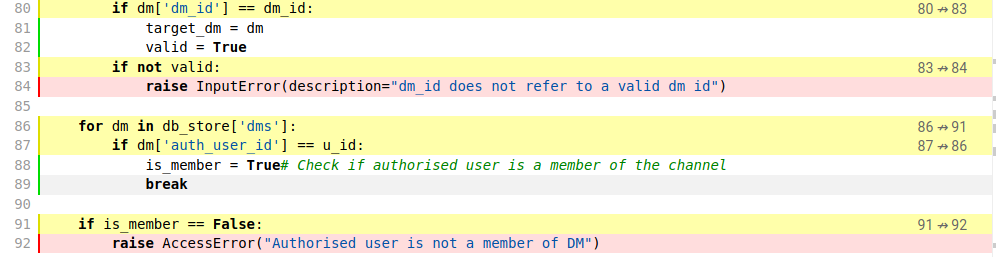 80 if dm['dm_id'] == dm_id: 80 ↛ 83
81 target_dm = dm
82 valid = True
83 if not valid: 83 ↛ 84
84 raise InputError(description="dm_id does not refer to a valid dm id")
85
86 for dm in db_store['dms']: 86 ↛ 91
87 if dm['auth_user_id'] == u_id: 87 ↛ 86
88 is_member = True# Check if authorised user is a member of the channel
89 break
90
91 if is_member == False: 91 ↛ 92
92 raise AccessError("Authorised user is not a member of DM")